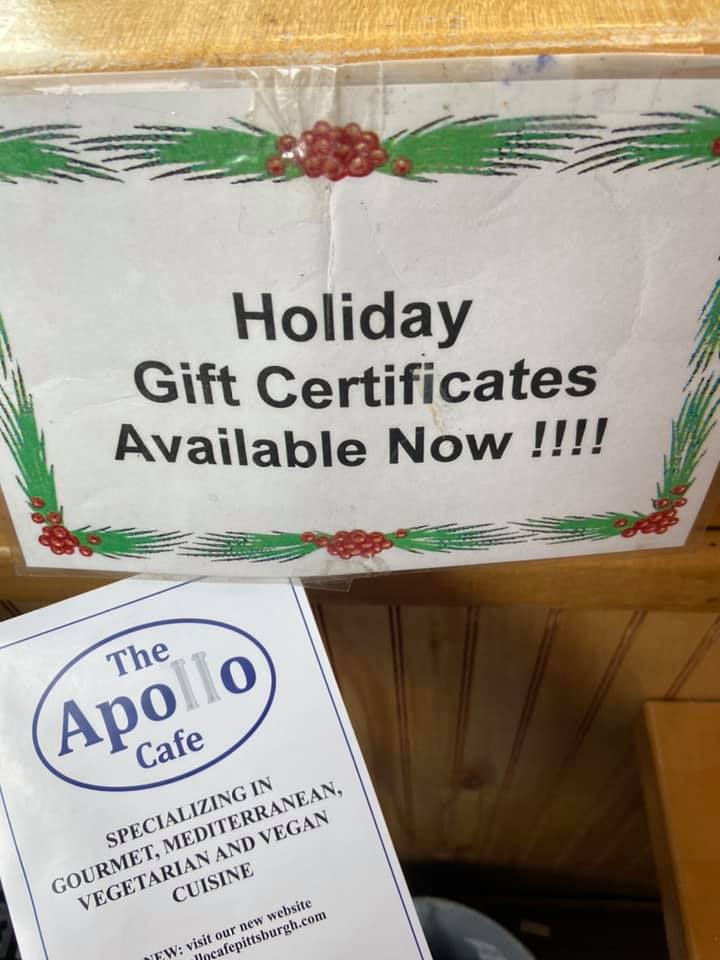 Holiday
Gift Certificates
Available Now !!!!
The
Apollo
Cafe
SPECIALIZING IN
GOURMET, MEDITERRANEAN,
VEGETARIAN AND VEGAN
CUISINE
visit our new website